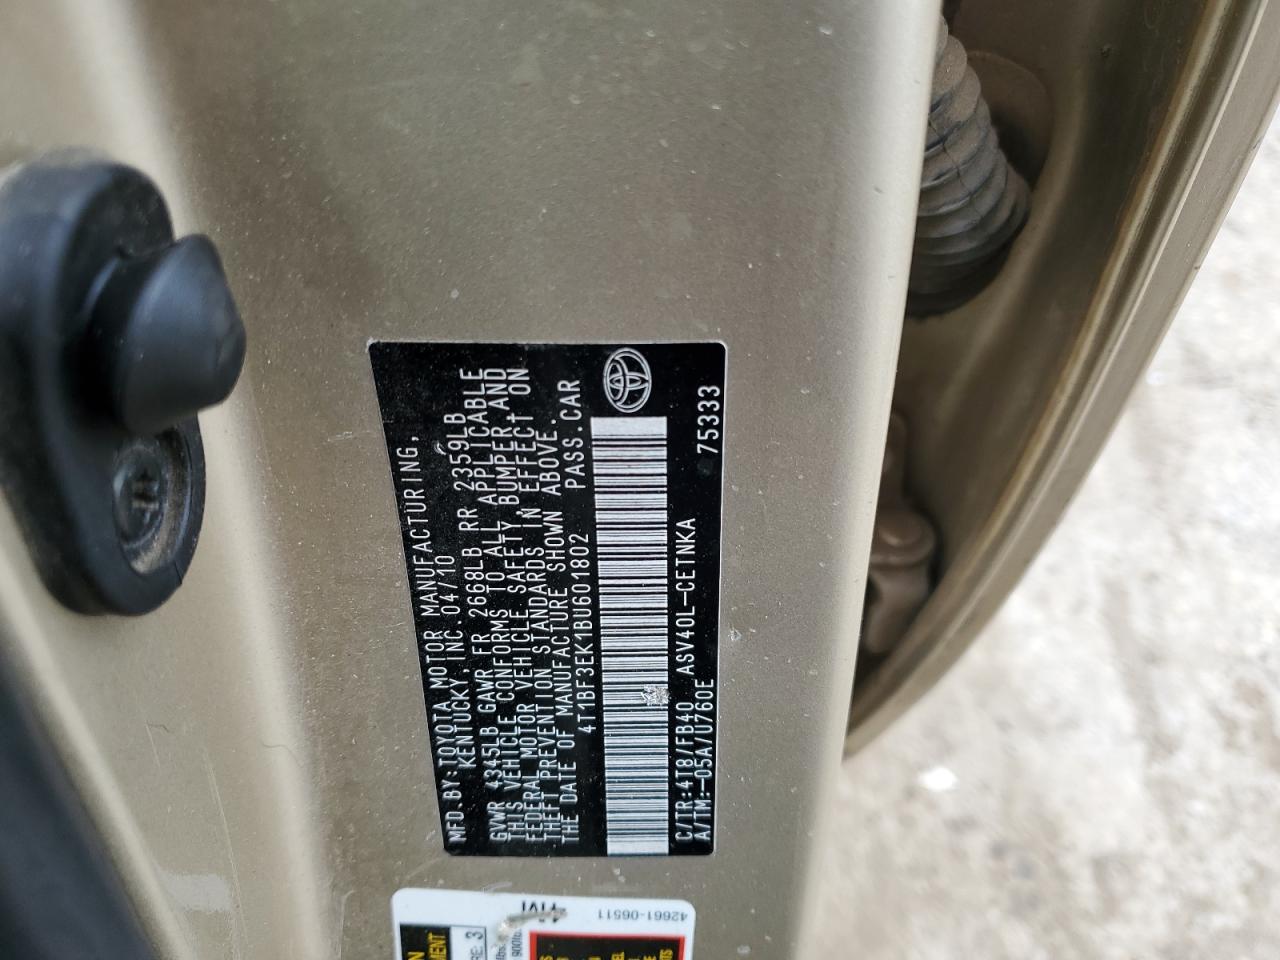 MFD.BY:TOYOTA MOTOR MANUFACTURING,
KENTUCKY, INC.04/10
GVWR 4345LB GAWR FR 2668LB RR 2359LB
THIS VEHICLE CONFORMS TO ALL APPLICABLE
FEDERAL MOTOR VEHICLE SAFETY,BUMPER AND
THEFT PREVENTION STANDARDS IN EFFECT ON
THE DATE OF MANUFACTURE SHOWN ABOVE.
4T1BF3EK1BU601802 PASS.CAR
C/TR:4T8/FB40 ASV40L-CETNKA
A/TM:-05A/U760E 75333
42661-06511